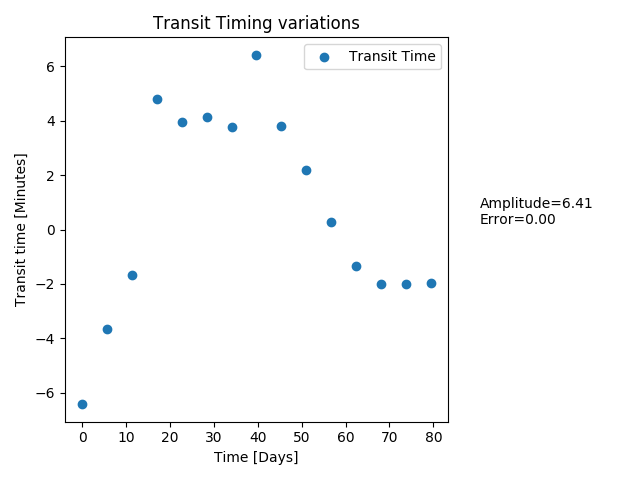 Transit Timing variations
Transit Time
6
4
2
0
−2
−4
−6
Transit time [Minutes]
0 10 20 30 40 50 60 70 80
Time [Days]
Amplitude=6.41
Error=0.00